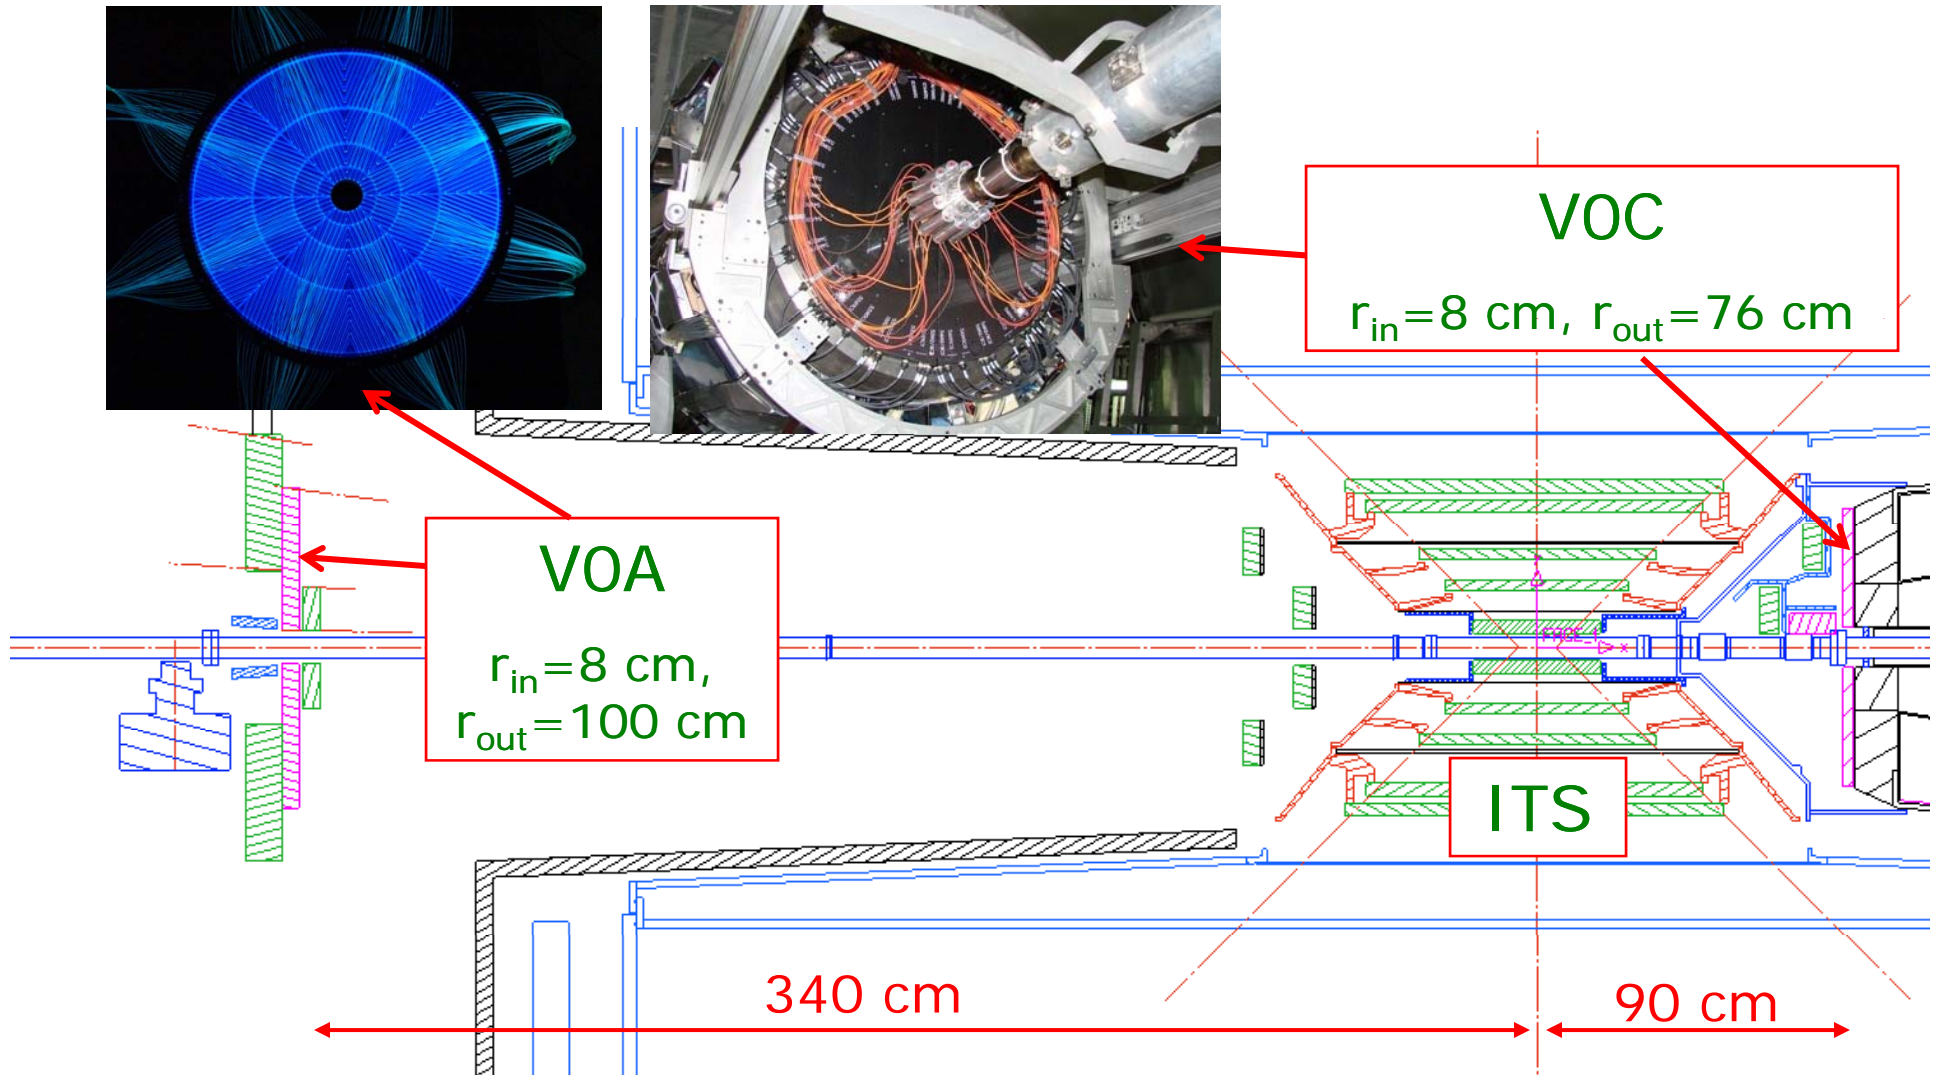 V0C
r_in=8 cm, r_out=76 cm
V0A
r_in=8 cm,
r_out=100 cm
ITS
340 cm
90 cm